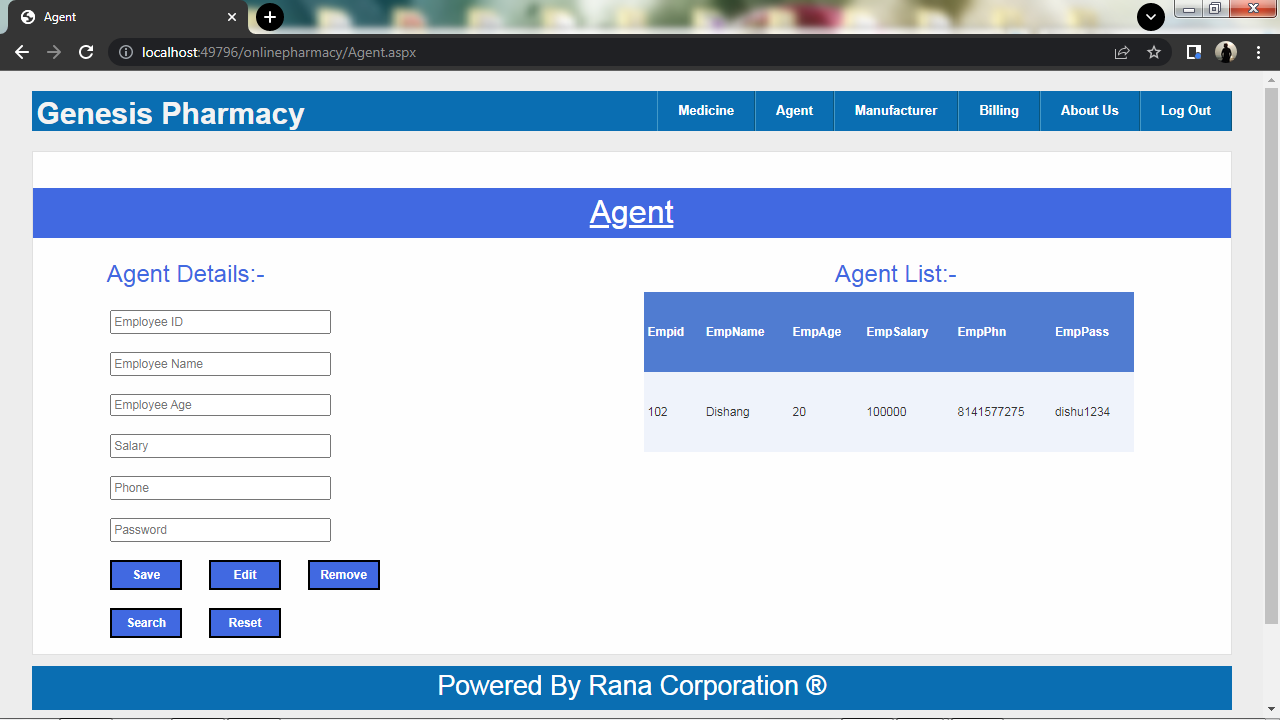 Agent
localhost:49796/onlinepharmacy/Agent.aspx
Genesis Pharmacy Medicine Agent Manufacturer Billing About Us Log Out
Agent
Agent Details:-
Employee ID
Employee Name
Employee Age
Salary
Phone
Password
Save Edit Remove
Search Reset
Agent List:-
Empid EmpName EmpAge EmpSalary EmpPhn EmpPass
102 Dishang 20 100000 8141577275 dishu1234
Powered By Rana Corporation ®